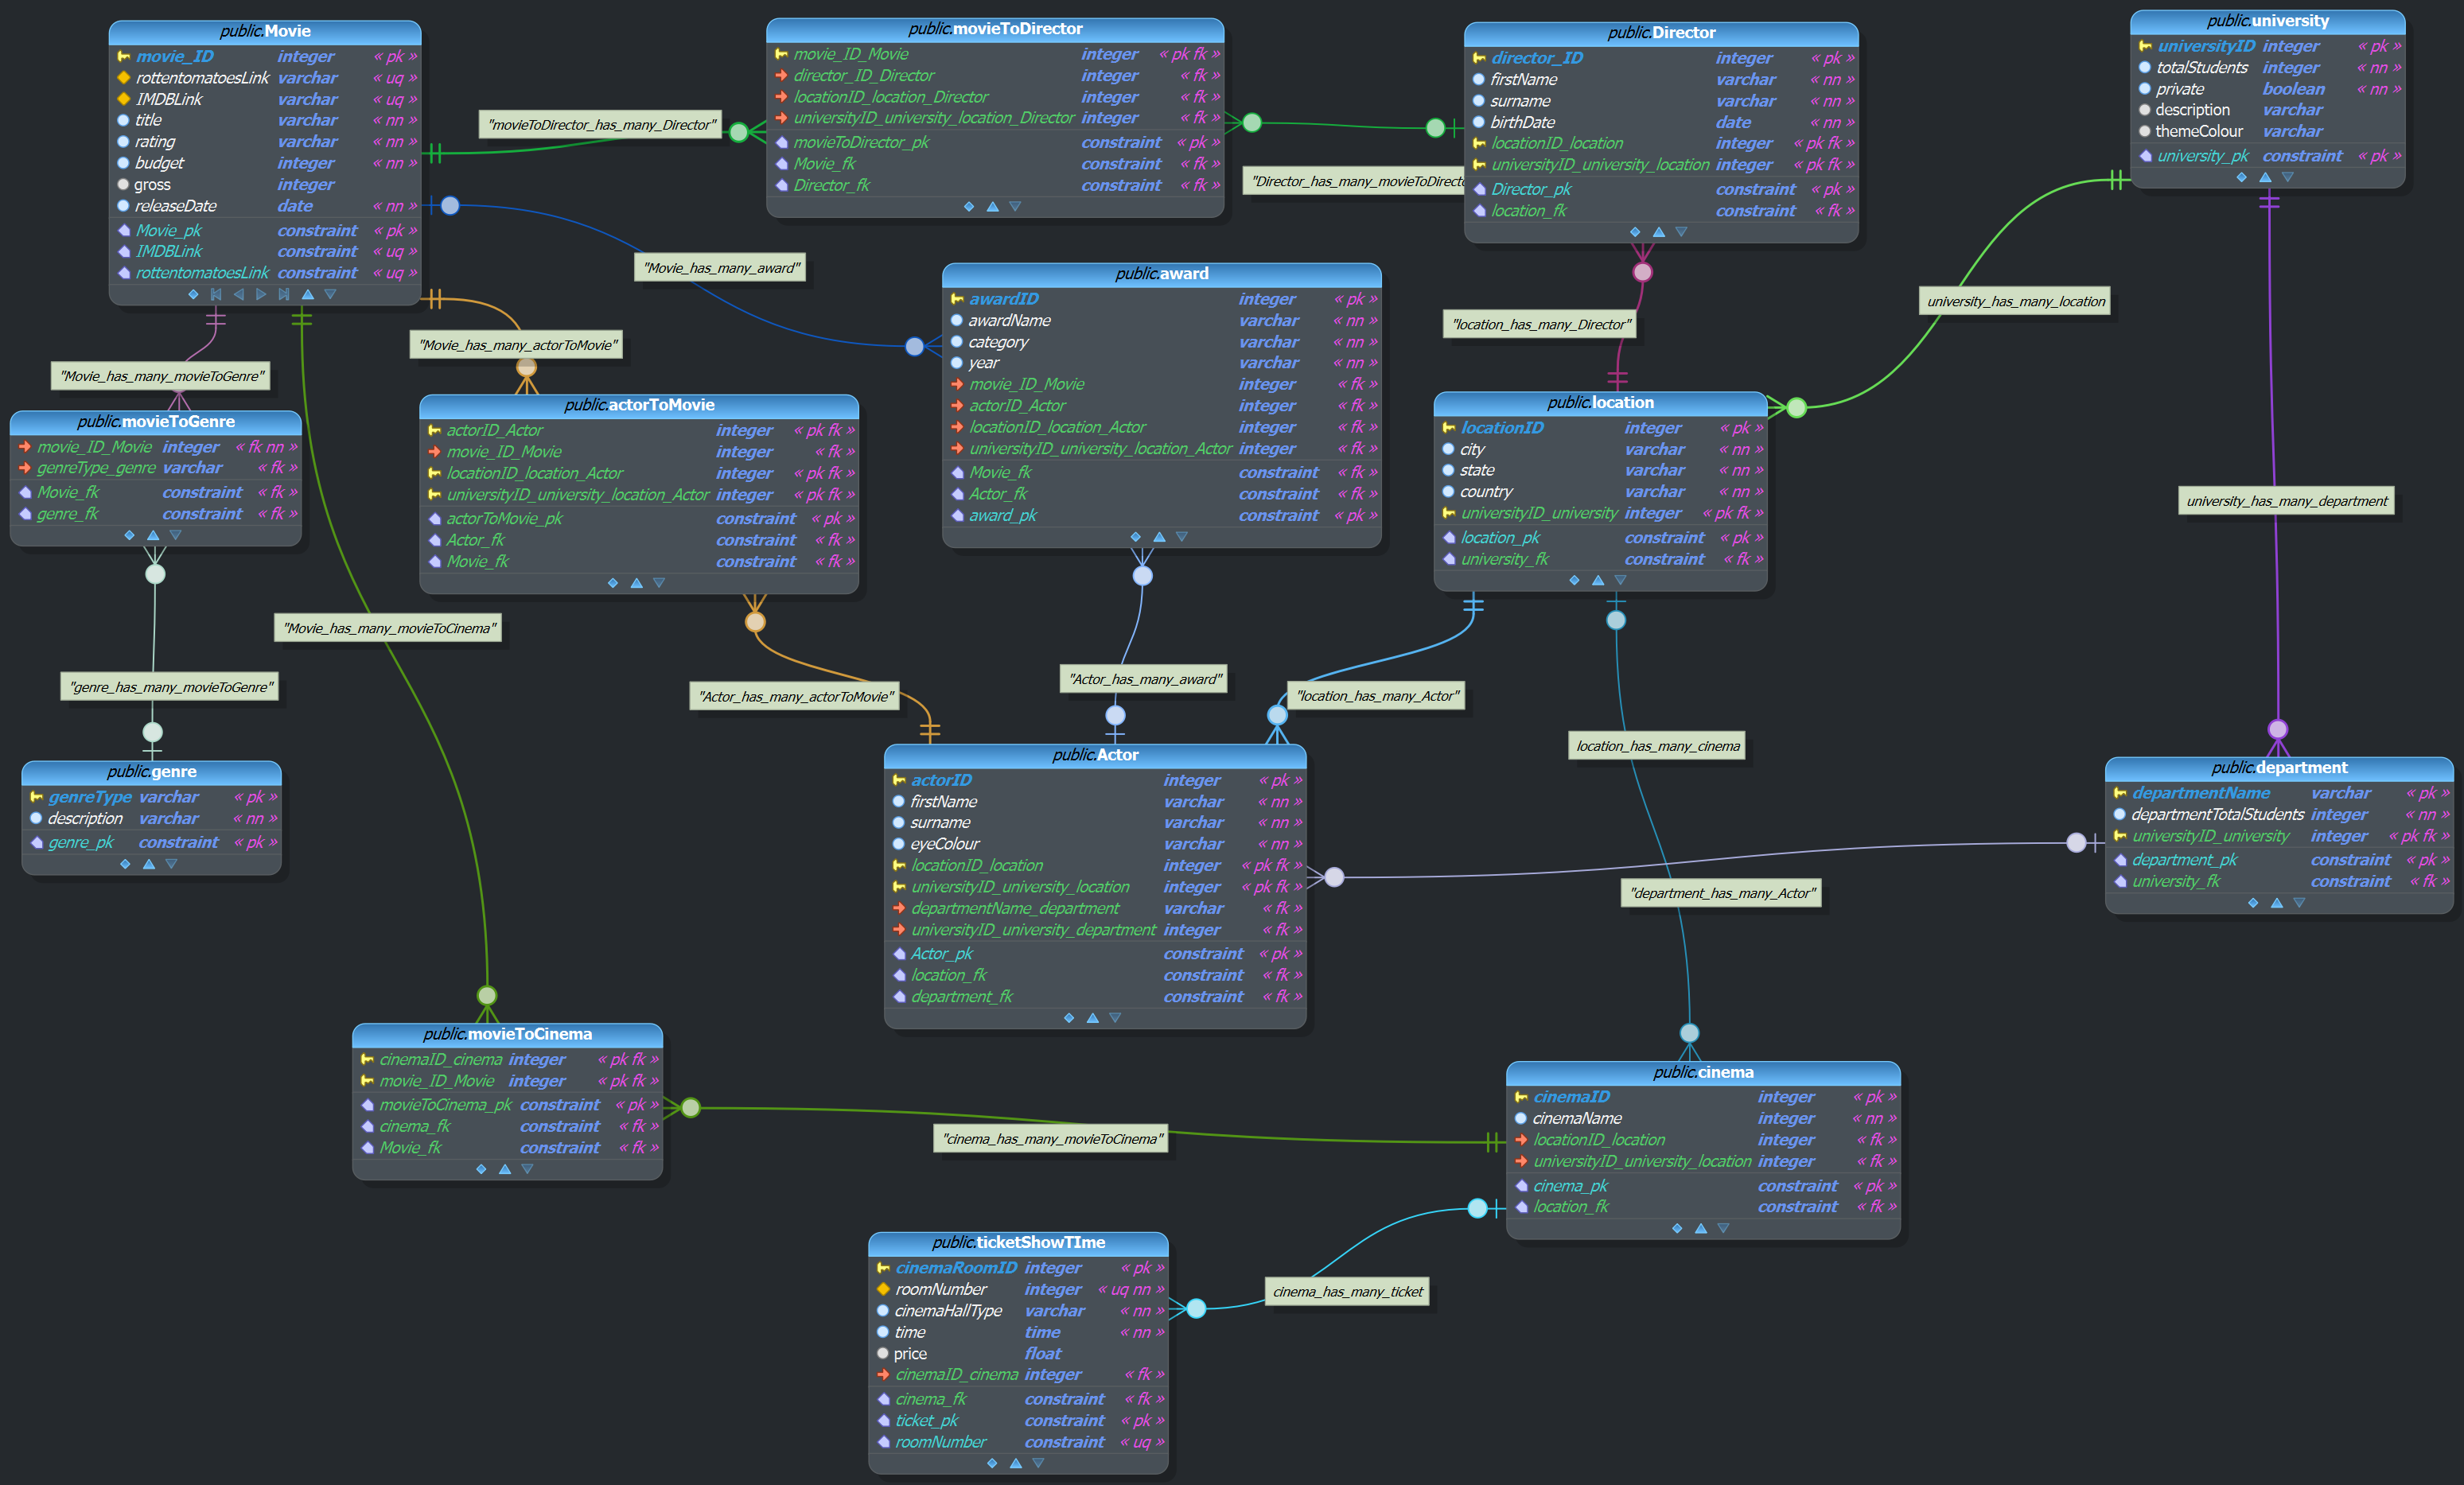 public.Movie
movie_ID integer « pk »
rottentomatoesLink varchar « uq »
IMDBLink varchar « uq »
title varchar « nn »
rating varchar « nn »
budget integer « nn »
gross integer
releaseDate date « nn »
Movie_pk constraint « pk »
IMDBLink constraint « uq »
rottentomatoesLink constraint « uq »
"movieToDirector_has_many_Director"
public.movieToDirector
movie_ID_Movie integer « pk fk »
director_ID_Director integer « fk »
locationID_location_Director integer « fk »
universityID_university_location_Director integer « fk »
movieToDirector_pk constraint « pk »
Movie_fk constraint « fk »
Director_fk constraint « fk »
"Director_has_many_movieToDirecto
public.Director
director_ID integer « pk »
firstName varchar « nn »
surname varchar « nn »
birthDate date « nn »
locationID_location integer « pk fk »
universityID_university_location integer « pk fk »
Director_pk constraint « pk »
location_fk constraint « fk »
public.university
universityID integer « pk »
totalStudents integer « nn »
private boolean « nn »
description varchar
themeColour varchar
university_pk constraint « pk »
"Movie_has_many_award"
"Movie_has_many_actorToMovie"
"Movie_has_many_movieToGenre"
"location_has_many_Director"
university_has_many_location
public.award
awardID integer « pk »
awardName varchar « nn »
category varchar « nn »
year varchar « nn »
movie_ID_Movie integer « fk »
actorID_Actor integer « fk »
locationID_location_Actor integer « fk »
universityID_university_location_Actor integer « fk »
Movie_fk constraint « fk »
Actor_fk constraint « fk »
award_pk constraint « pk »
public.movieToGenre
movie_ID_Movie integer « fk nn »
genreType_genre varchar « fk »
Movie_fk constraint « fk »
genre_fk constraint « fk »
public.actorToMovie
actorID_Actor integer « pk fk »
movie_ID_Movie integer « fk »
locationID_location_Actor integer « pk fk »
universityID_university_location_Actor integer « pk fk »
actorToMovie_pk constraint « pk »
Actor_fk constraint « fk »
Movie_fk constraint « fk »
public.location
locationID integer « pk »
city varchar « nn »
state varchar « nn »
country varchar « nn »
universityID_university integer « pk fk »
location_pk constraint « pk »
university_fk constraint « fk »
university_has_many_department
"Movie_has_many_movieToCinema"
"genre_has_many_movieToGenre"
"Actor_has_many_actorToMovie"
"Actor_has_many_award"
"location_has_many_Actor"
location_has_many_cinema
"department_has_many_Actor"
public.genre
genreType varchar « pk »
description varchar « nn »
genre_pk constraint « pk »
public.Actor
actorID integer « pk »
firstName varchar « nn »
surname varchar « nn »
eyeColour varchar « nn »
locationID_location integer « pk fk »
universityID_university_location integer « pk fk »
departmentName_department varchar « fk »
universityID_university_department integer « fk »
Actor_pk constraint « pk »
location_fk constraint « fk »
department_fk constraint « fk »
public.department
departmentName varchar « pk »
departmentTotalStudents integer « nn »
universityID_university integer « pk fk »
department_pk constraint « pk »
university_fk constraint « fk »
public.movieToCinema
cinemaID_cinema integer « pk fk »
movie_ID_Movie integer « pk fk »
movieToCinema_pk constraint « pk »
cinema_fk constraint « fk »
Movie_fk constraint « fk »
"cinema_has_many_movieToCinema"
public.cinema
cinemaID integer « pk »
cinemaName integer « nn »
locationID_location integer « fk »
universityID_university_location integer « fk »
cinema_pk constraint « pk »
location_fk constraint « fk »
cinema_has_many_ticket
public.ticketShowTIme
cinemaRoomID integer « pk »
roomNumber integer « uq nn »
cinemaHallType varchar « nn »
time time « nn »
price float
cinemaID_cinema integer « fk »
cinema_fk constraint « fk »
ticket_pk constraint « pk »
roomNumber constraint « uq »